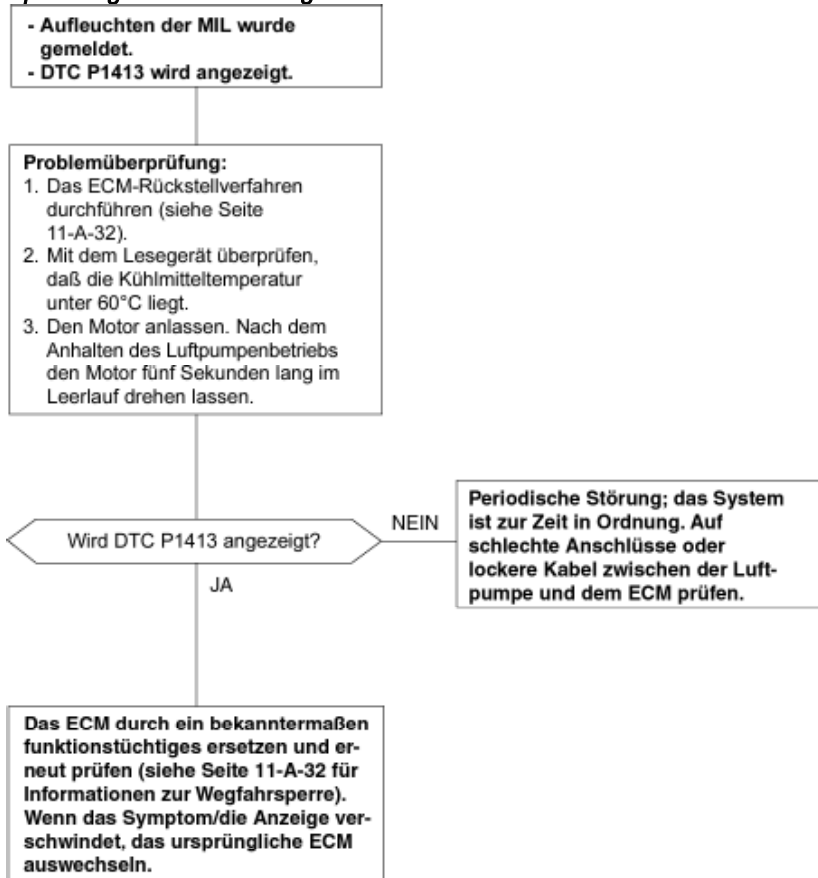 - Aufleuchten der MIL wurde
gemeldet.
- DTC P1413 wird angezeigt.
Problemüberprüfung:
1. Das ECM-Rückstellverfahren
durchführen (siehe Seite
11-A-32).
2. Mit dem Lesegerät überprüfen,
daß die Kühlmitteltemperatur
unter 60°C liegt.
3. Den Motor anlassen. Nach dem
Anhalten des Luftpumpenbetriebs
den Motor fünf Sekunden lang im
Leerlauf drehen lassen.
Wird DTC P1413 angezeigt?
NEIN
Periodische Störung; das System
ist zur Zeit in Ordnung. Auf
schlechte Anschlüsse oder
lockere Kabel zwischen der Luft-
pumpe und dem ECM prüfen.
JA
Das ECM durch ein bekanntermaßen
funktionstüchtiges ersetzen und er-
neut prüfen (siehe Seite 11-A-32 für
Informationen zur Wegfahrsperre).
Wenn das Symptom/die Anzeige ver-
schwindet, das ursprüngliche ECM
auswechseln.